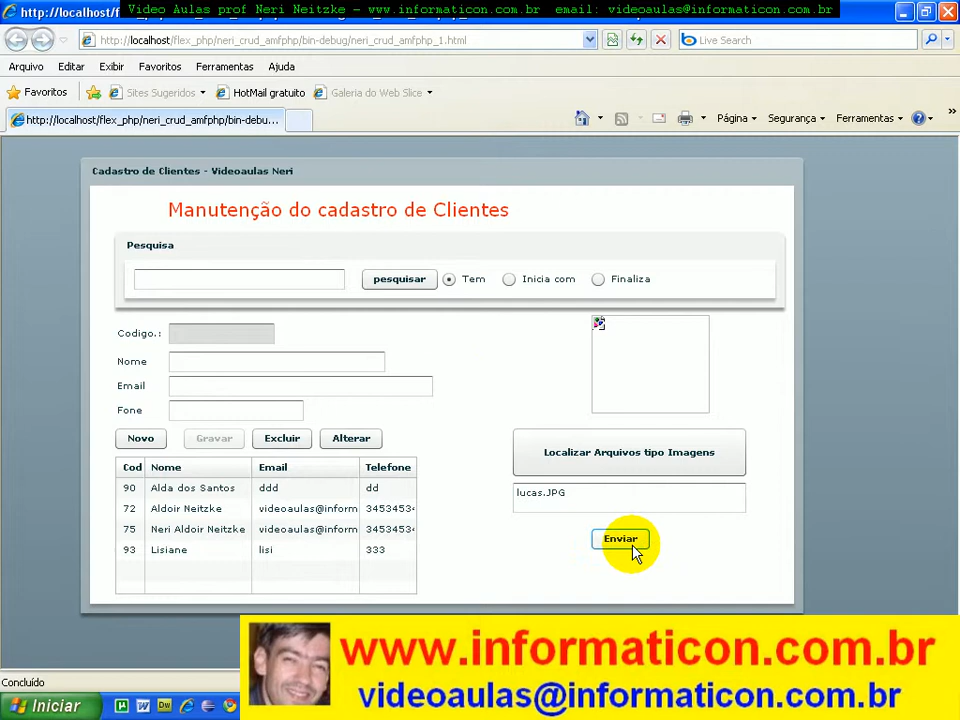 http://localhost/f
Video Aulas prof Neri Neitzke - www.informaticon.com.br email: videoaulas@informaticon.com.br
http://localhost/flex_php/neri_crud_amfphp/bin-debug/neri_crud_amfphp_1.html
Live Search
Arquivo Editar Exibir Favoritos Ferramentas Ajuda
Favoritos Sites Sugeridos HotMail gratuito Galeria do Web Slice
http://localhost/flex_php/neri_crud_amfphp/bin-debu... Página Segurança Ferramentas »
Cadastro de Clientes - Videoaulas Neri
Manutenção do cadastro de Clientes
Pesquisa
pesquisar Tem Inicia com Finaliza
Codigo.:
Nome
Email
Fone
Novo Gravar Excluir Alterar
Localizar Arquivos tipo Imagens
lucas.JPG
Enviar
Cod Nome Email Telefone
90 Alda dos Santos ddd dd
72 Aldoir Neitzke videoaulas@inform 3453453
75 Neri Aldoir Neitzke videoaulas@inform 3453453
93 Lisiane lisi 333
www.informaticon.com.br
videoaulas@informaticon.com.br
Concluído
Iniciar